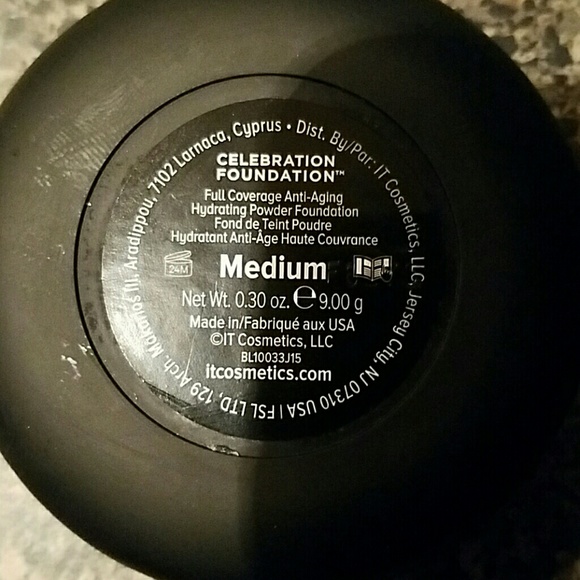 CELEBRATION
FOUNDATION™
Full Coverage Anti-Aging
Hydrating Powder Foundation
Fond de Teint Poudre
Hydratant Anti-Âge Haute Couvrance
24M
Medium
Net Wt. 0.30 oz. ℮ 9.00 g
Made in/Fabriqué aux USA
©IT Cosmetics, LLC
BL10033J15
itcosmetics.com
Dist. By/Par: IT Cosmetics, LLC, Jersey City, NJ 07310 USA | FSL LTD, 129 Arch. Makarios III, Aradippou, 7102 Larnaca, Cyprus •